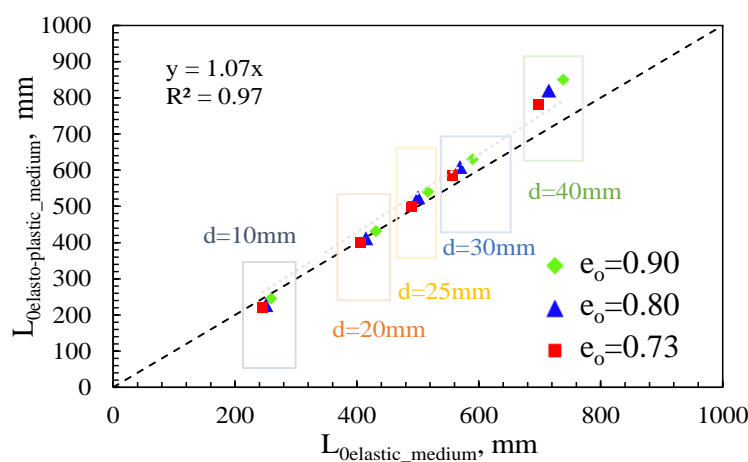 1000
900
800
700
600
500
400
300
200
100
0
L0elasto-plastic_medium, mm
y = 1.07x
R² = 0.97
d=10mm
d=20mm
d=25mm
d=30mm
d=40mm
eo=0.90
eo=0.80
eo=0.73
0 200 400 600 800 1000
L0elastic_medium, mm